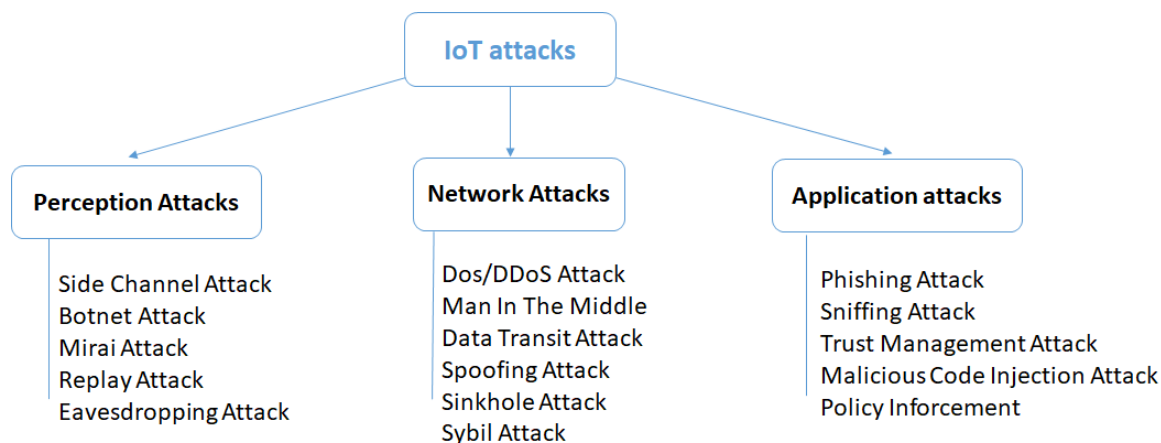 IoT attacks
Perception Attacks
Side Channel Attack
Botnet Attack
Mirai Attack
Replay Attack
Eavesdropping Attack
Network Attacks
Dos/DDoS Attack
Man In The Middle
Data Transit Attack
Spoofing Attack
Sinkhole Attack
Sybil Attack
Application attacks
Phishing Attack
Sniffing Attack
Trust Management Attack
Malicious Code Injection Attack
Policy Inforcement